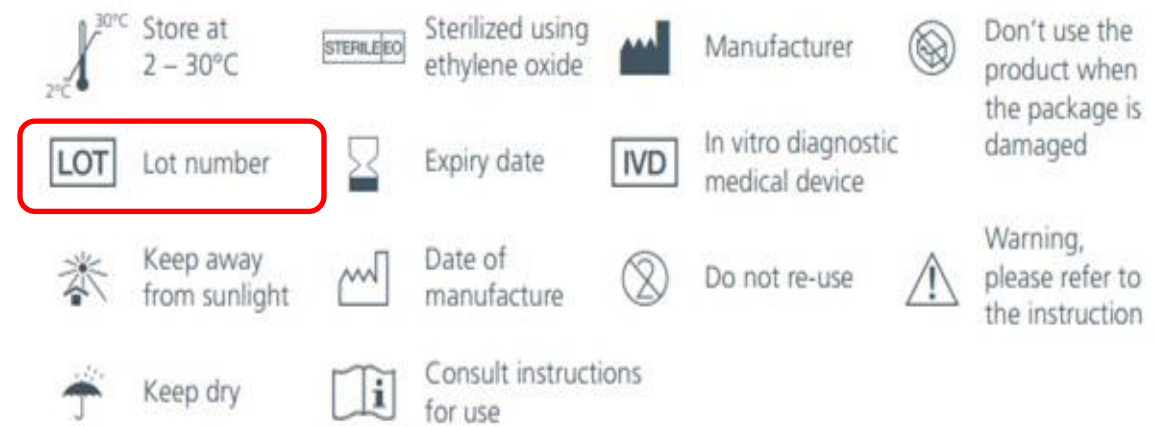 30°C
2°C
Store at
2 – 30°C
STERILE EO
Sterilized using
ethylene oxide
Manufacturer
Don't use the
product when
the package is
damaged
LOT
Lot number
Expiry date
IVD
In vitro diagnostic
medical device
Keep away
from sunlight
Date of
manufacture
2
Do not re-use
Warning,
please refer to
the instruction
Keep dry
i
Consult instructions
for use